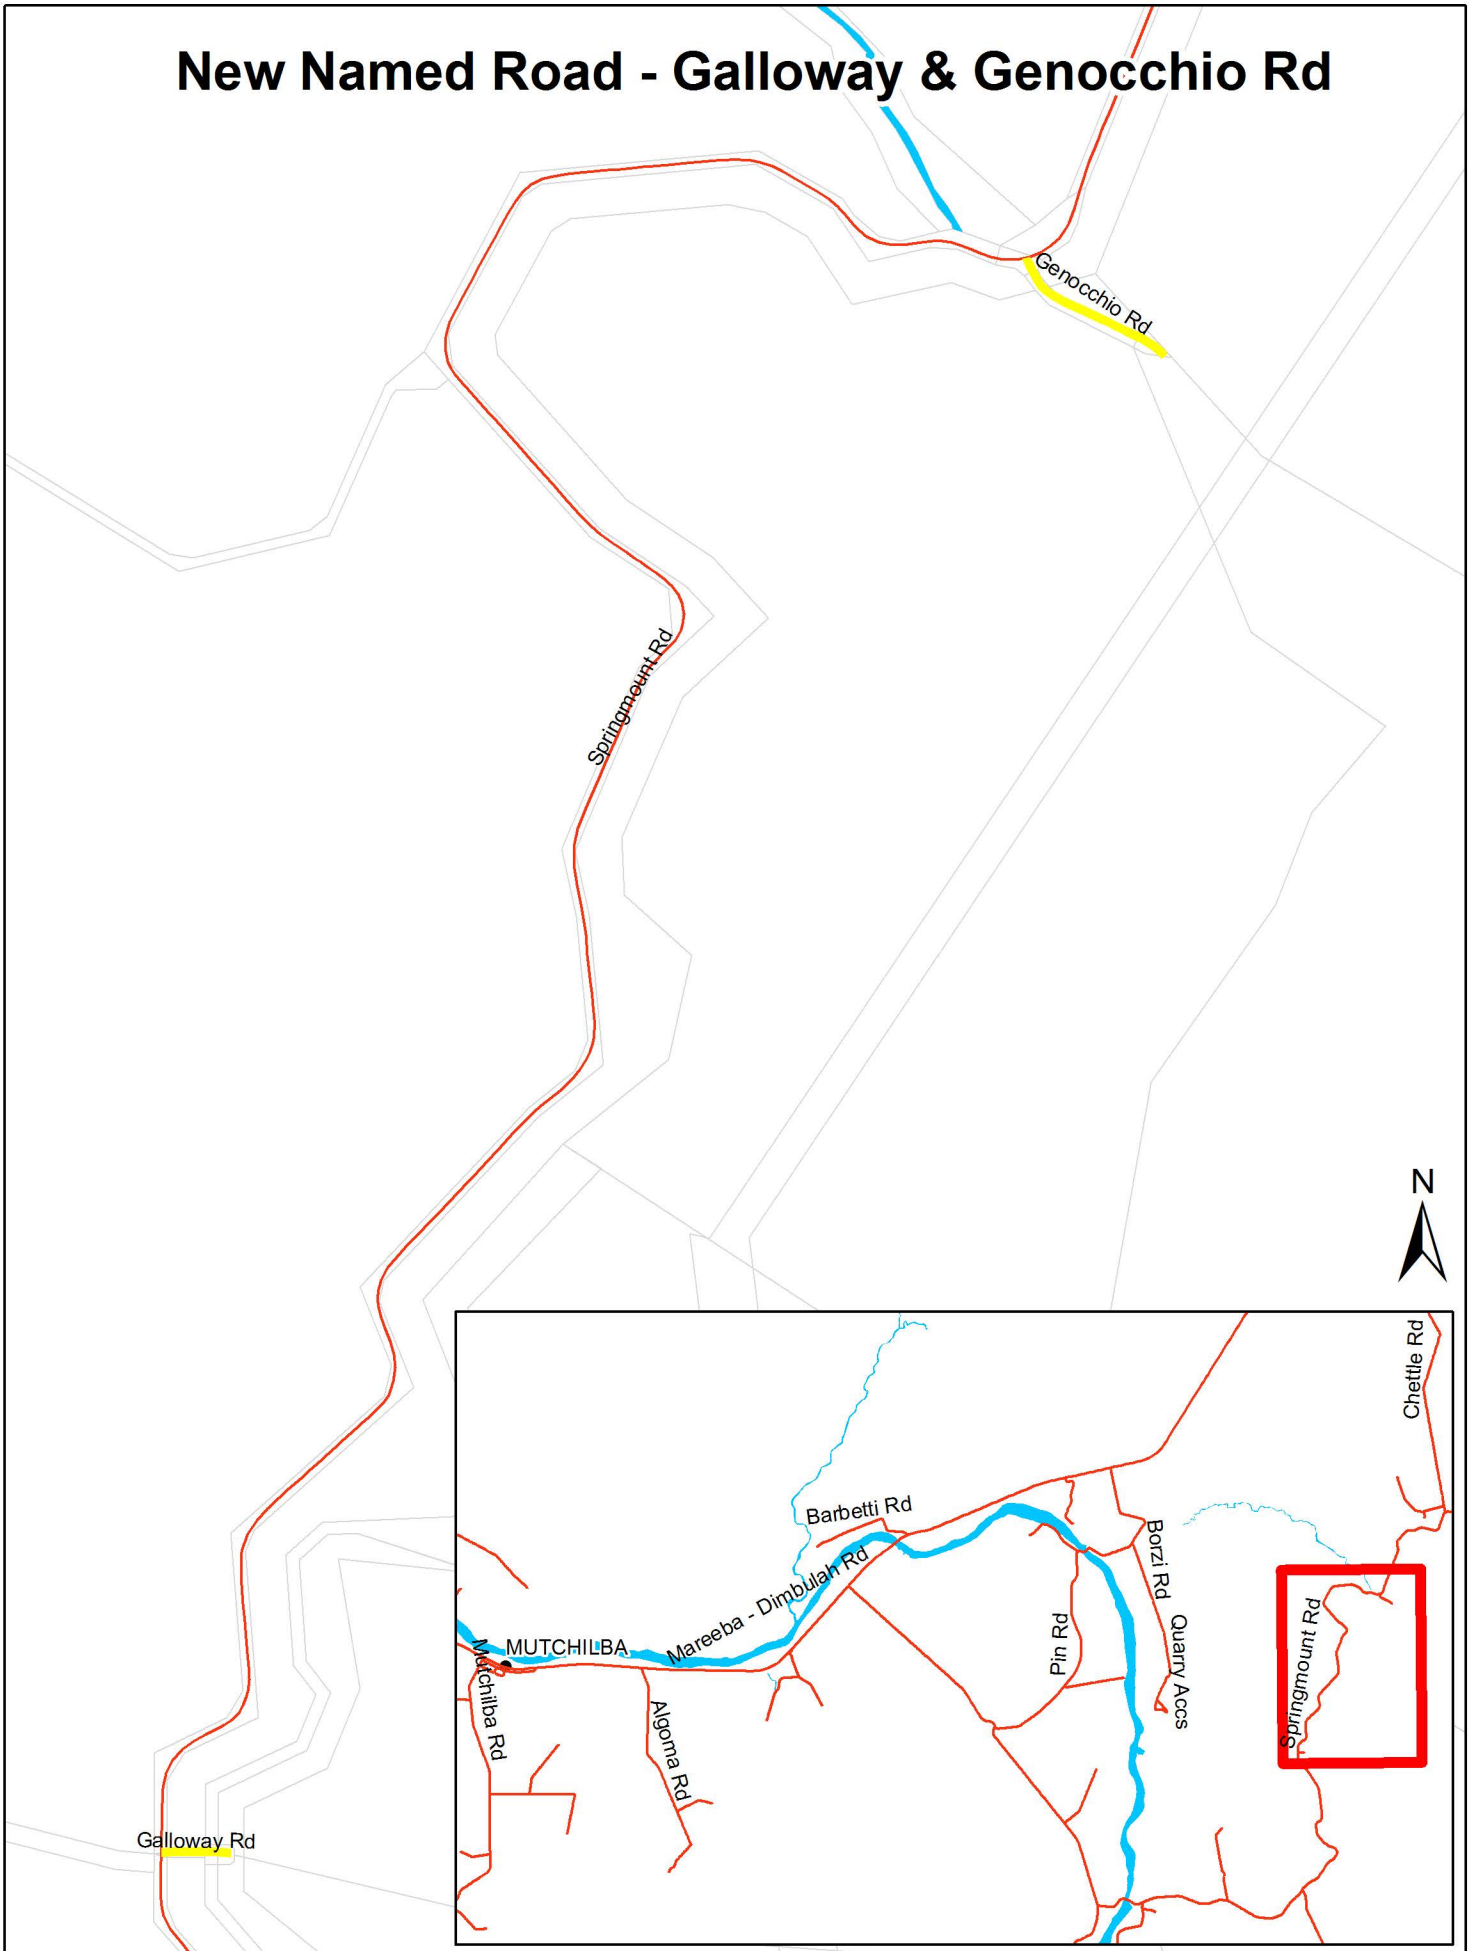 New Named Road - Galloway & Genocchio Rd
Genocchio Rd
Springmount Rd
N
Galloway Rd
Chettle Rd
Barbetti Rd
Borzi Rd
Mareeba - Dimbulah Rd
MUTCHILBA
Mutchilba Rd
Algoma Rd
Pin Rd
Quarry Accs
Springmount Rd